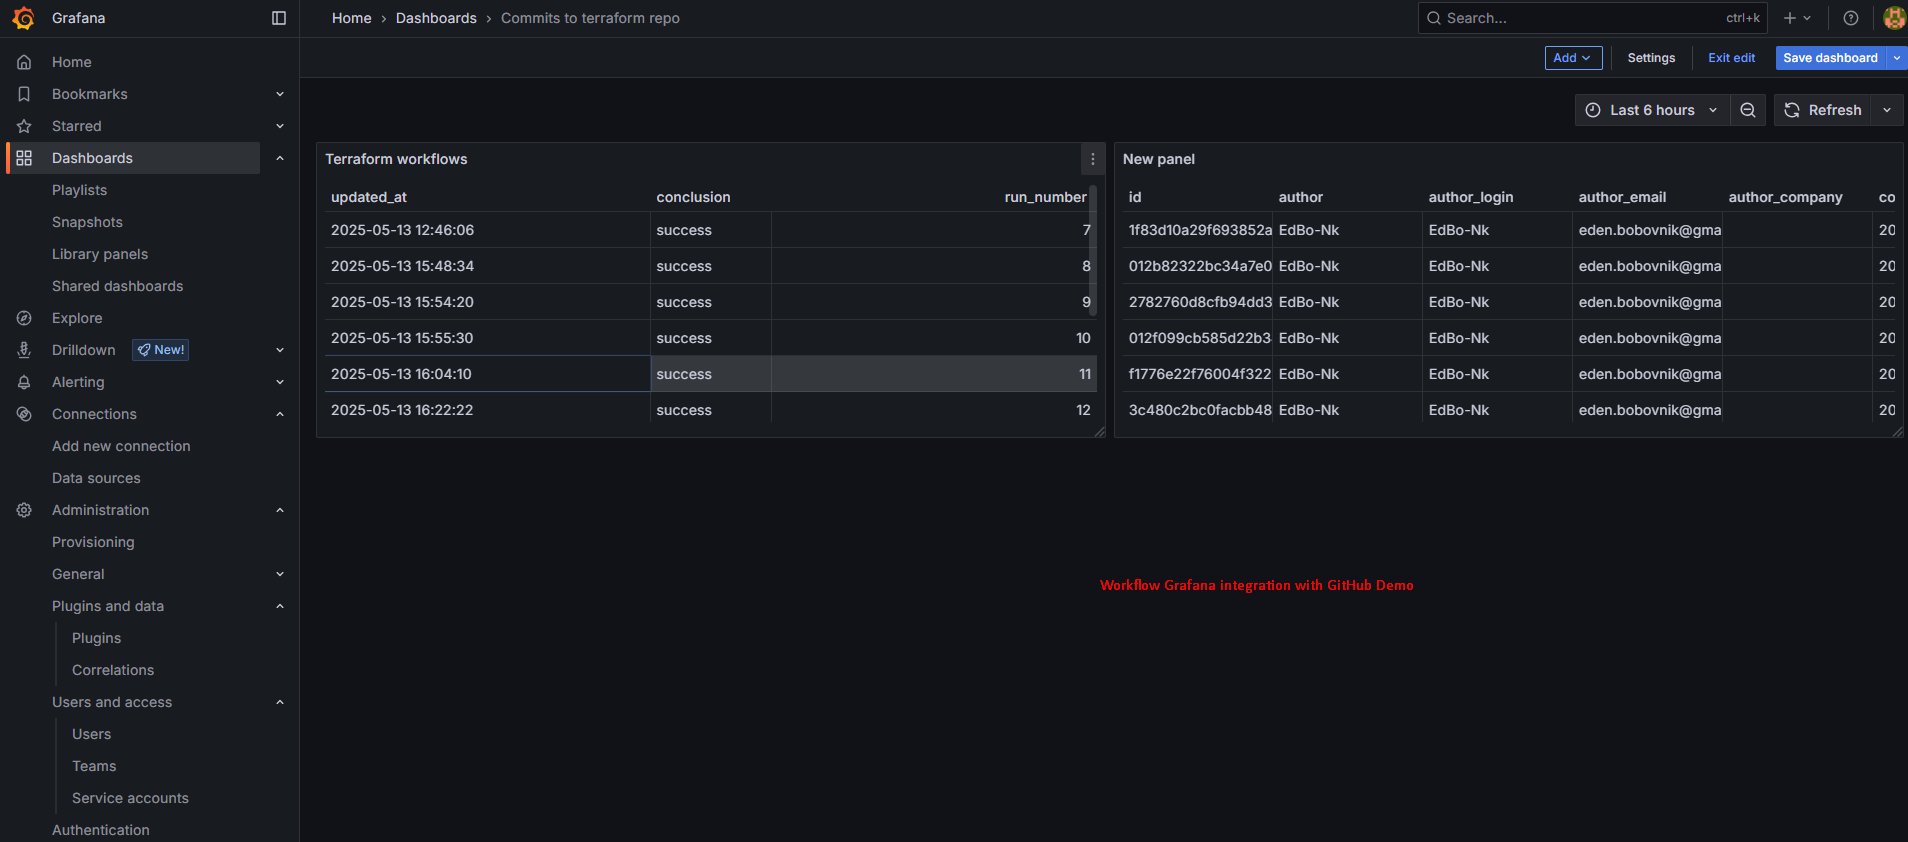 Grafana
Home › Dashboards › Commits to terraform repo
Search... ctrl+k
Add Settings Exit edit Save dashboard
Last 6 hours Refresh
Home
Bookmarks
Starred
Dashboards
Playlists
Snapshots
Library panels
Shared dashboards
Explore
Drilldown New!
Alerting
Connections
Add new connection
Data sources
Administration
Provisioning
General
Plugins and data
Plugins
Correlations
Users and access
Users
Teams
Service accounts
Authentication
Terraform workflows
updated_at conclusion run_number
2025-05-13 12:46:06 success 7
2025-05-13 15:48:34 success 8
2025-05-13 15:54:20 success 9
2025-05-13 15:55:30 success 10
2025-05-13 16:04:10 success 11
2025-05-13 16:22:22 success 12
New panel
id author author_login author_email author_company co
1f83d10a29f693852a EdBo-Nk EdBo-Nk eden.bobovnik@gma 20
012b82322bc34a7e0 EdBo-Nk EdBo-Nk eden.bobovnik@gma 20
2782760d8cfb94dd3 EdBo-Nk EdBo-Nk eden.bobovnik@gma 20
012f099cb585d22b3 EdBo-Nk EdBo-Nk eden.bobovnik@gma 20
f1776e22f76004f322 EdBo-Nk EdBo-Nk eden.bobovnik@gma 20
3c480c2bc0facbb48 EdBo-Nk EdBo-Nk eden.bobovnik@gma 20
Workflow Grafana integration with GitHub Demo